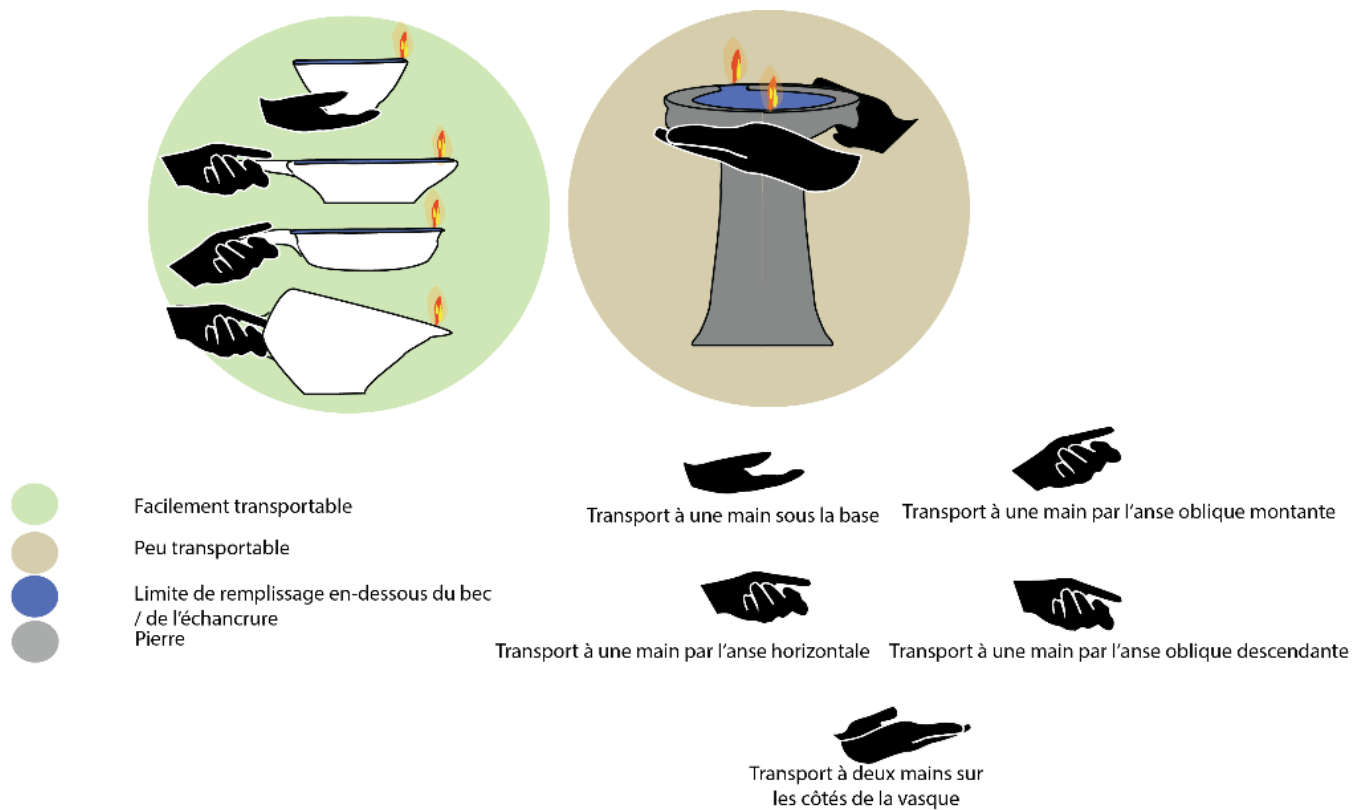 Facilement transportable
Peu transportable
Limite de remplissage en-dessous du bec
/ de l'échancrure
Pierre
Transport à une main sous la base
Transport à une main par l'anse oblique montante
Transport à une main par l'anse horizontale
Transport à une main par l'anse oblique descendante
Transport à deux mains sur
les côtés de la vasque